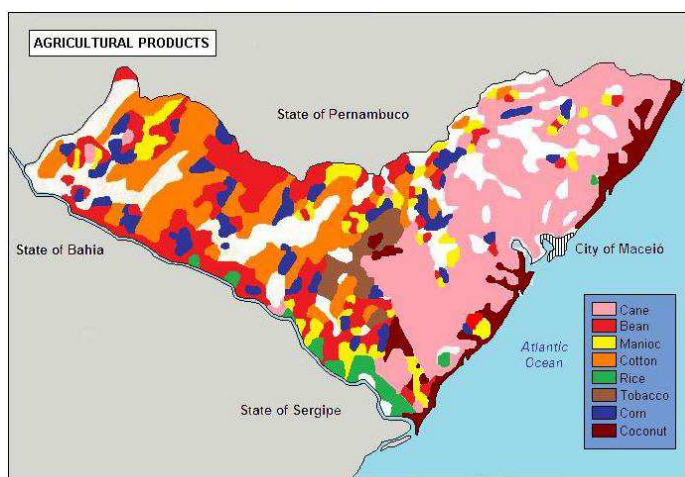 AGRICULTURAL PRODUCTS
State of Pernambuco
State of Bahia
City of Maceió
Cane
Bean
Manioc
Cotton
Rice
Tobacco
Corn
Coconut
Atlantic
Ocean
State of Sergipe